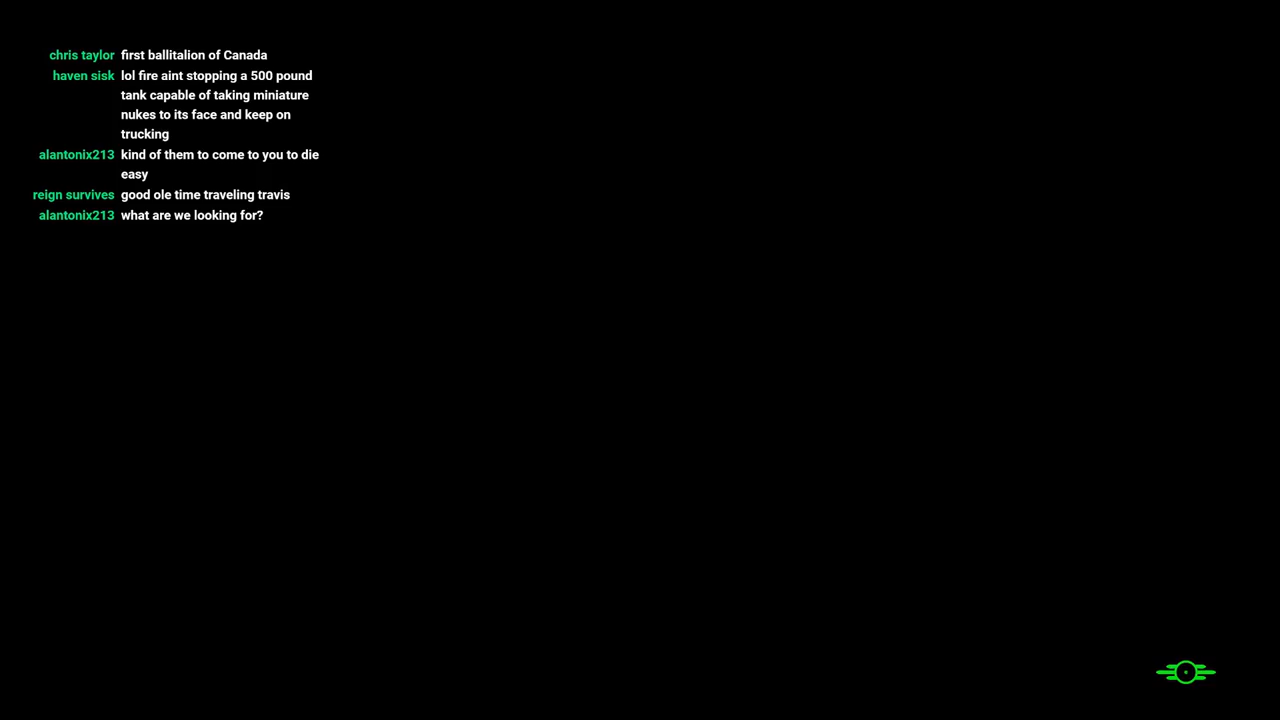 chris taylor first ballitalion of Canada
haven sisk lol fire aint stopping a 500 pound
tank capable of taking miniature
nukes to its face and keep on
trucking
alantonix213 kind of them to come to you to die
easy
reign survives good ole time traveling travis
alantonix213 what are we looking for?